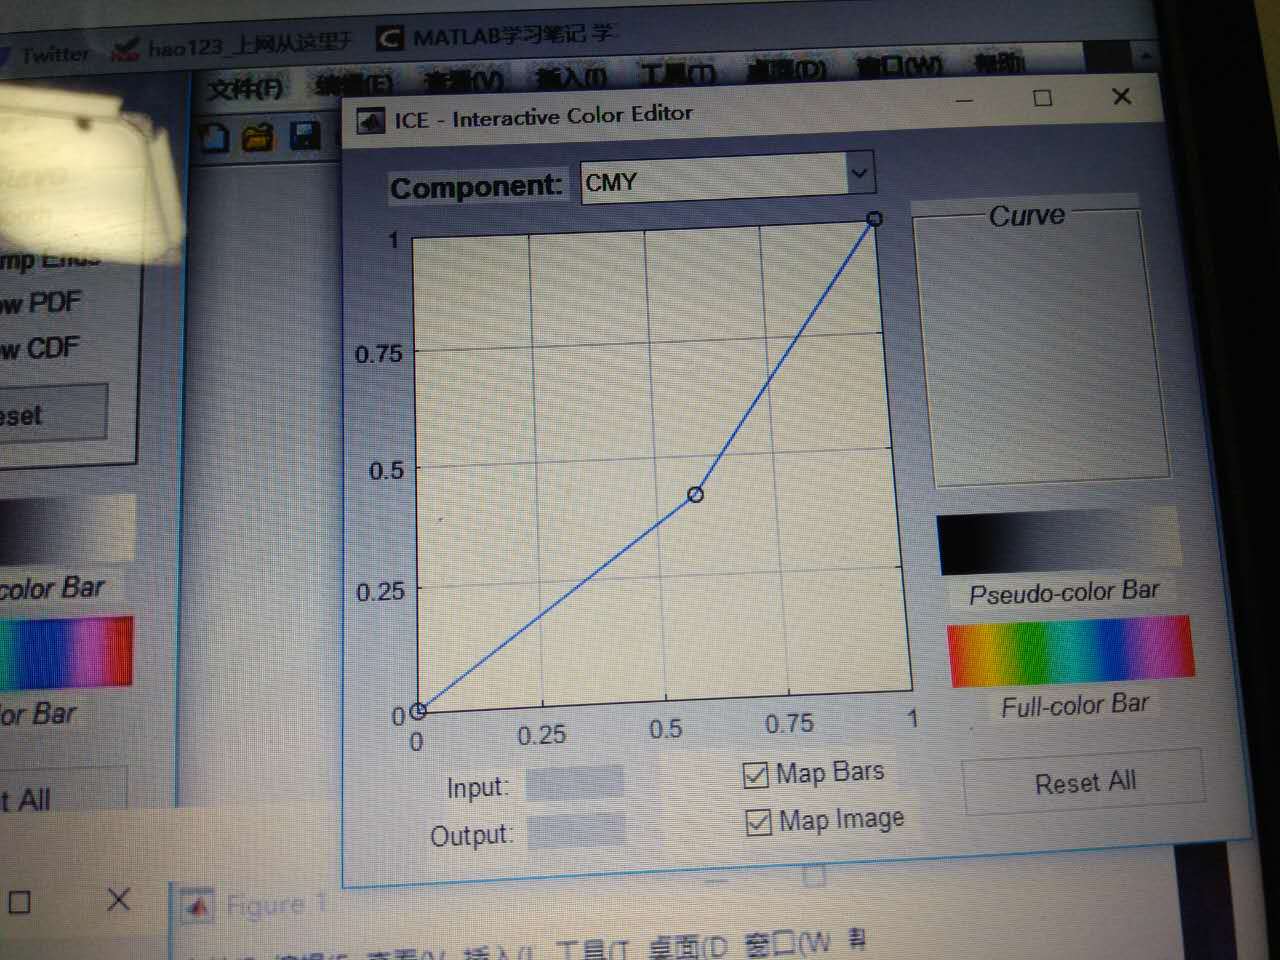 Twitter hao123_上网从这里开 MATLAB学习笔记 学
文件(F) 编辑(E) 查看(V) 插入(I) 工具(T) 桌面(D) 窗口(W) 帮助
ICE - Interactive Color Editor
Component: CMY
Curve
1
0.75
0.5
0.25
0
0 0.25 0.5 0.75 1
Input:
Output:
Map Bars
Map Image
Pseudo-color Bar
Full-color Bar
Reset All
mp Ends
ow PDF
ow CDF
eset
color Bar
or Bar
t All
Figure 1
查看(V 插入(I 工具(T 桌面(D 窗口(W 帮